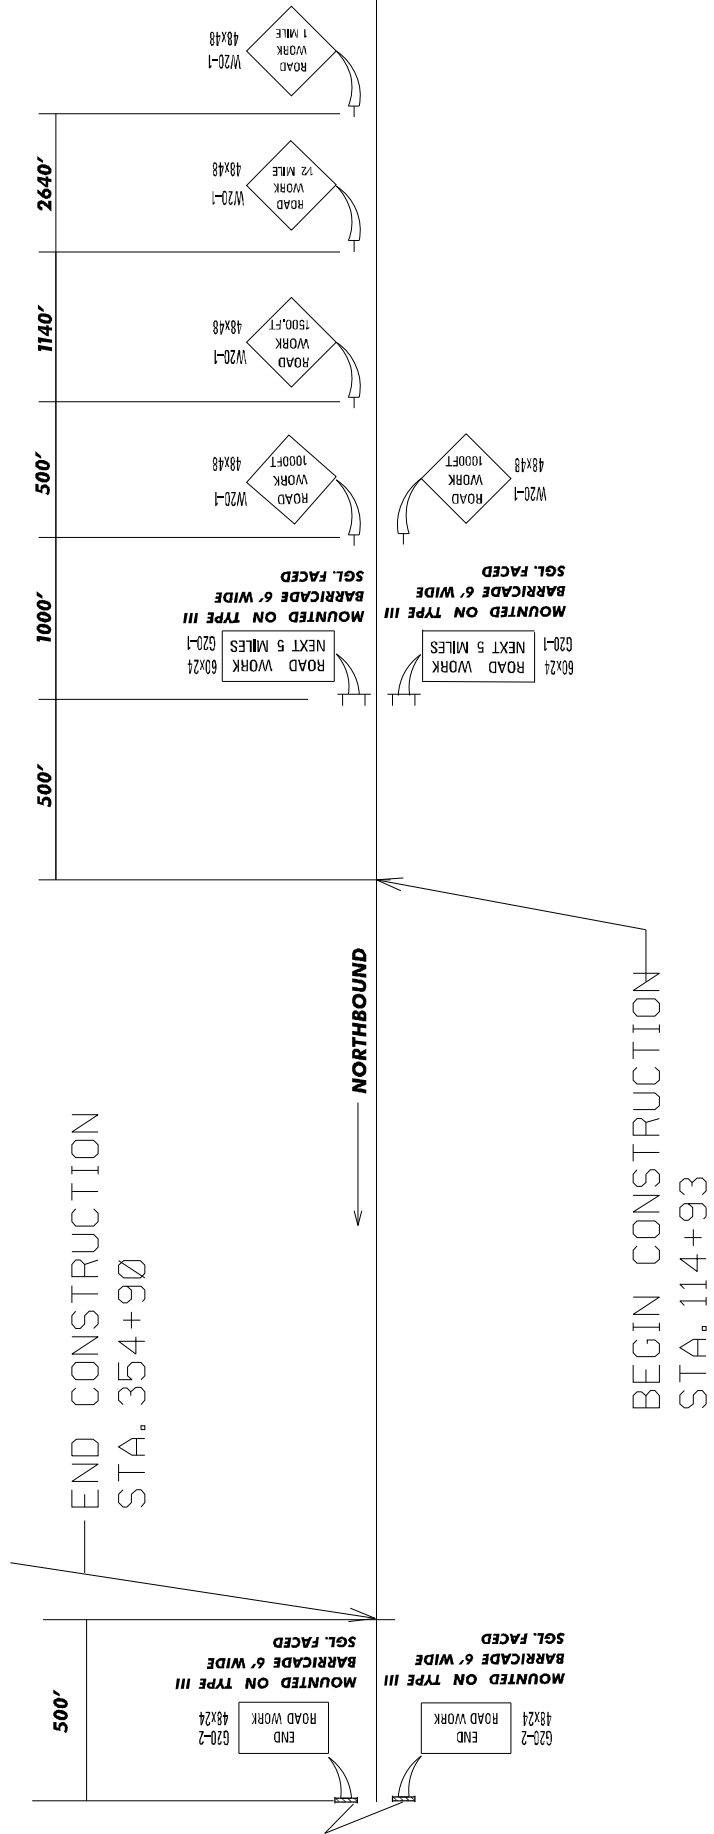 ROAD
WORK
1 MILE
W20-1
48x48
2640'
ROAD
WORK
1/2 MILE
W20-1
48x48
1140'
ROAD
WORK
1500.FT
W20-1
48x48
500'
ROAD
WORK
1000FT
W20-1
48x48
ROAD
WORK
1000FT
W20-1
48x48
1000'
MOUNTED ON TYPE III
BARRICADE 6' WIDE
SGL. FACED
ROAD WORK
NEXT 5 MILES
60x24
G20-1
MOUNTED ON TYPE III
BARRICADE 6' WIDE
SGL. FACED
ROAD WORK
NEXT 5 MILES
60x24
G20-1
500'
NORTHBOUND
BEGIN CONSTRUCTION
STA. 114+93
END CONSTRUCTION
STA. 354+90
500'
MOUNTED ON TYPE III
BARRICADE 6' WIDE
SGL. FACED
END
ROAD WORK
G20-2
48x24
MOUNTED ON TYPE III
BARRICADE 6' WIDE
SGL. FACED
END
ROAD WORK
G20-2
48x24